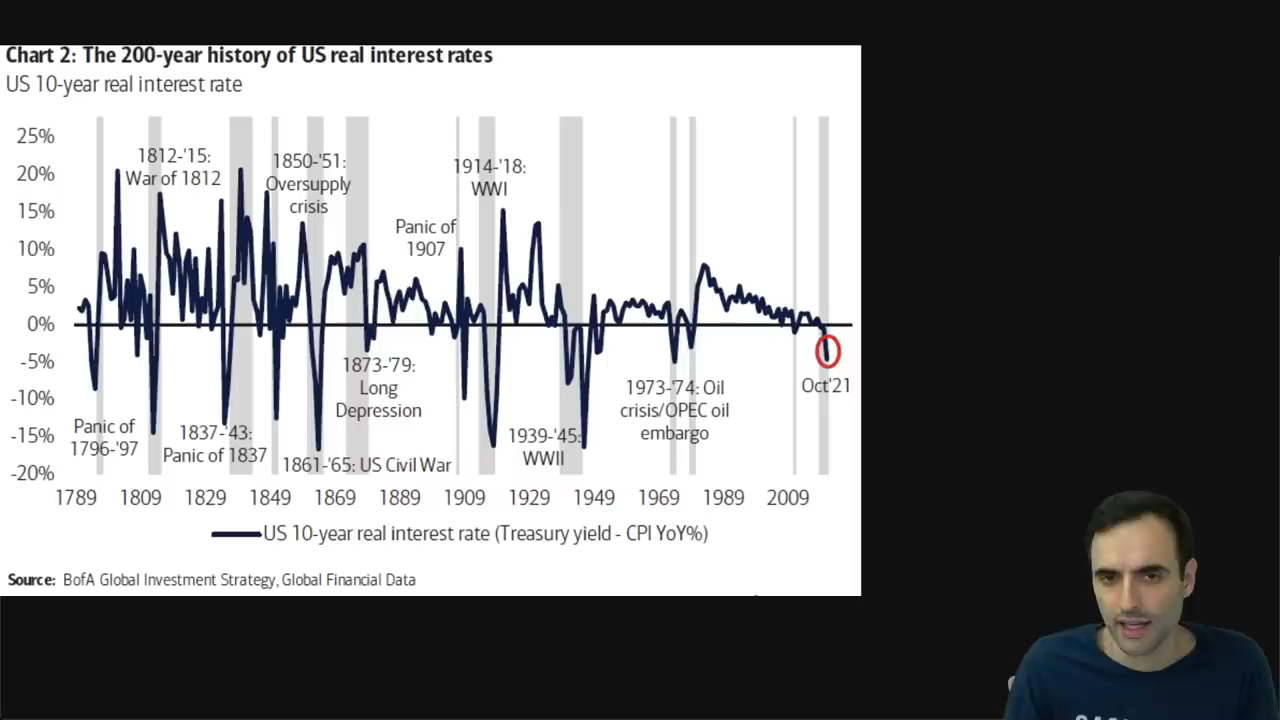 Chart 2: The 200-year history of US real interest rates
US 10-year real interest rate
25%
20%
15%
10%
5%
0%
-5%
-10%
-15%
-20%
1812-'15:
War of 1812
1850-'51:
Oversupply
crisis
1914-'18:
WWI
Panic of
1907
Panic of
1796-'97
1837-'43:
Panic of 1837
1861-'65: US Civil War
1873-'79:
Long
Depression
1939-'45:
WWII
1973-'74: Oil
crisis/OPEC oil
embargo
Oct'21
1789 1809 1829 1849 1869 1889 1909 1929 1949 1969 1989 2009
US 10-year real interest rate (Treasury yield - CPI YoY%)
Source: BofA Global Investment Strategy, Global Financial Data